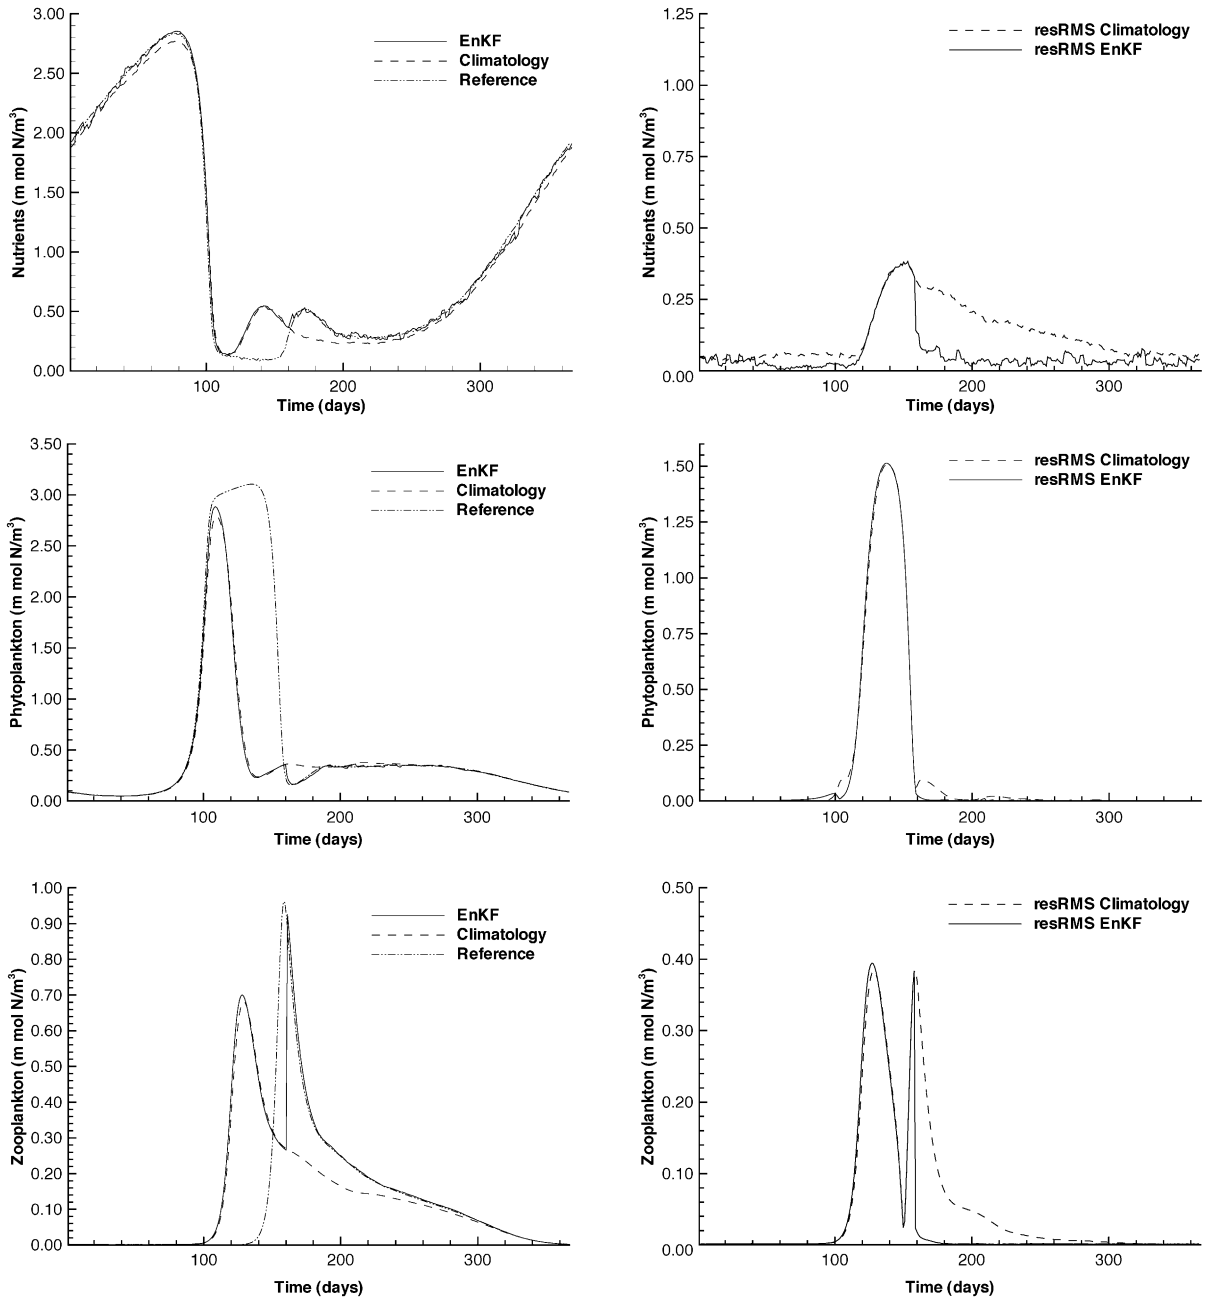 3.00
2.50
2.00
1.50
1.00
0.50
0.00
Nutrients (m mol N/m³)
EnKF
Climatology
Reference
100
200
300
Time (days)
1.25
1.00
0.75
0.50
0.25
0.00
Nutrients (m mol N/m³)
resRMS Climatology
resRMS EnKF
100
200
300
Time (days)
3.50
3.00
2.50
2.00
1.50
1.00
0.50
0.00
Phytoplankton (m mol N/m³)
EnKF
Climatology
Reference
100
200
300
Time (days)
1.50
1.25
1.00
0.75
0.50
0.25
0.00
Phytoplankton (m mol N/m³)
resRMS Climatology
resRMS EnKF
100
200
300
Time (days)
1.00
0.90
0.80
0.70
0.60
0.50
0.40
0.30
0.20
0.10
0.00
Zooplankton (m mol N/m³)
EnKF
Climatology
Reference
100
200
300
Time (days)
0.50
0.40
0.30
0.20
0.10
0.00
Zooplankton (m mol N/m³)
resRMS Climatology
resRMS EnKF
100
200
300
Time (days)